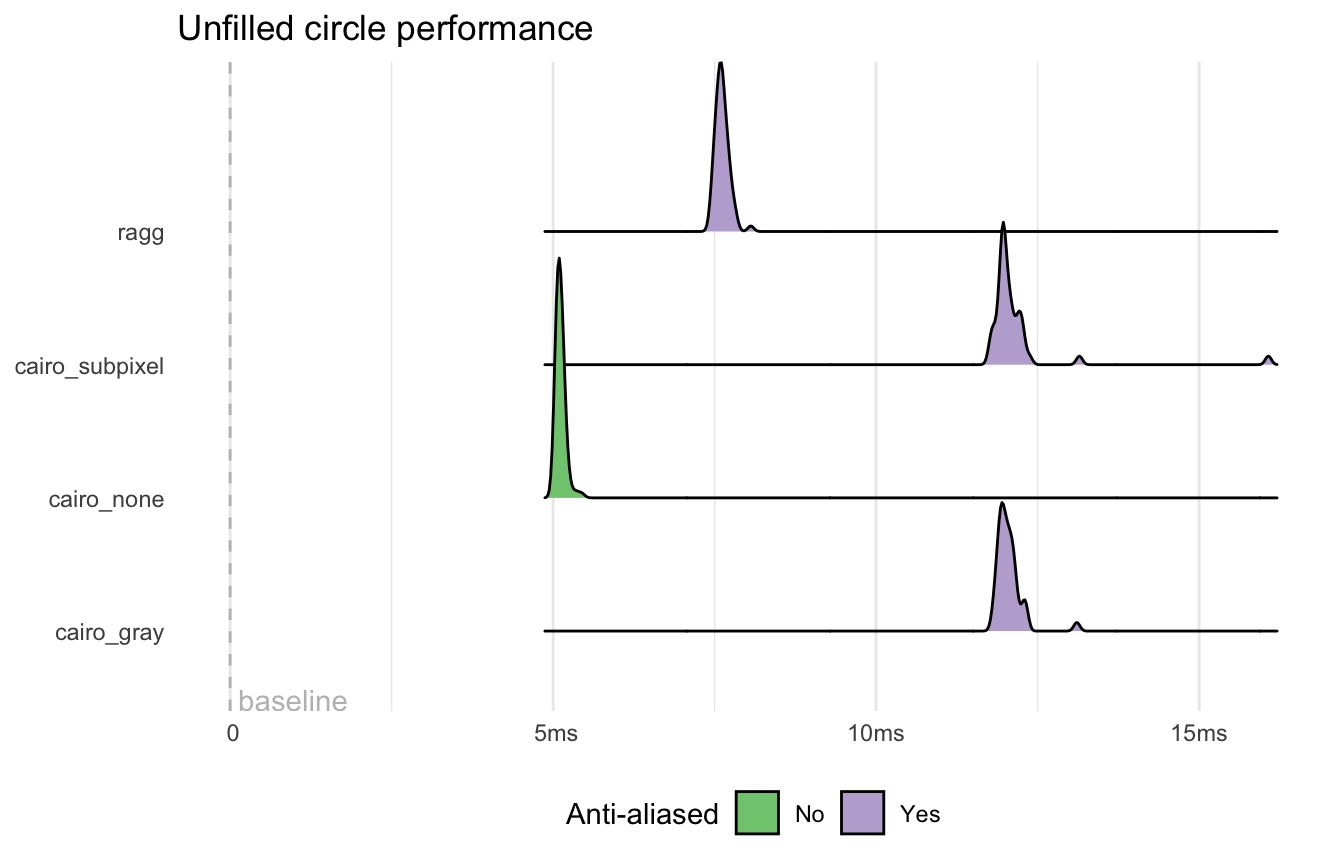 Unfilled circle performance
ragg
cairo_subpixel
cairo_none
cairo_gray
baseline
0 5ms 10ms 15ms
Anti-aliased No Yes